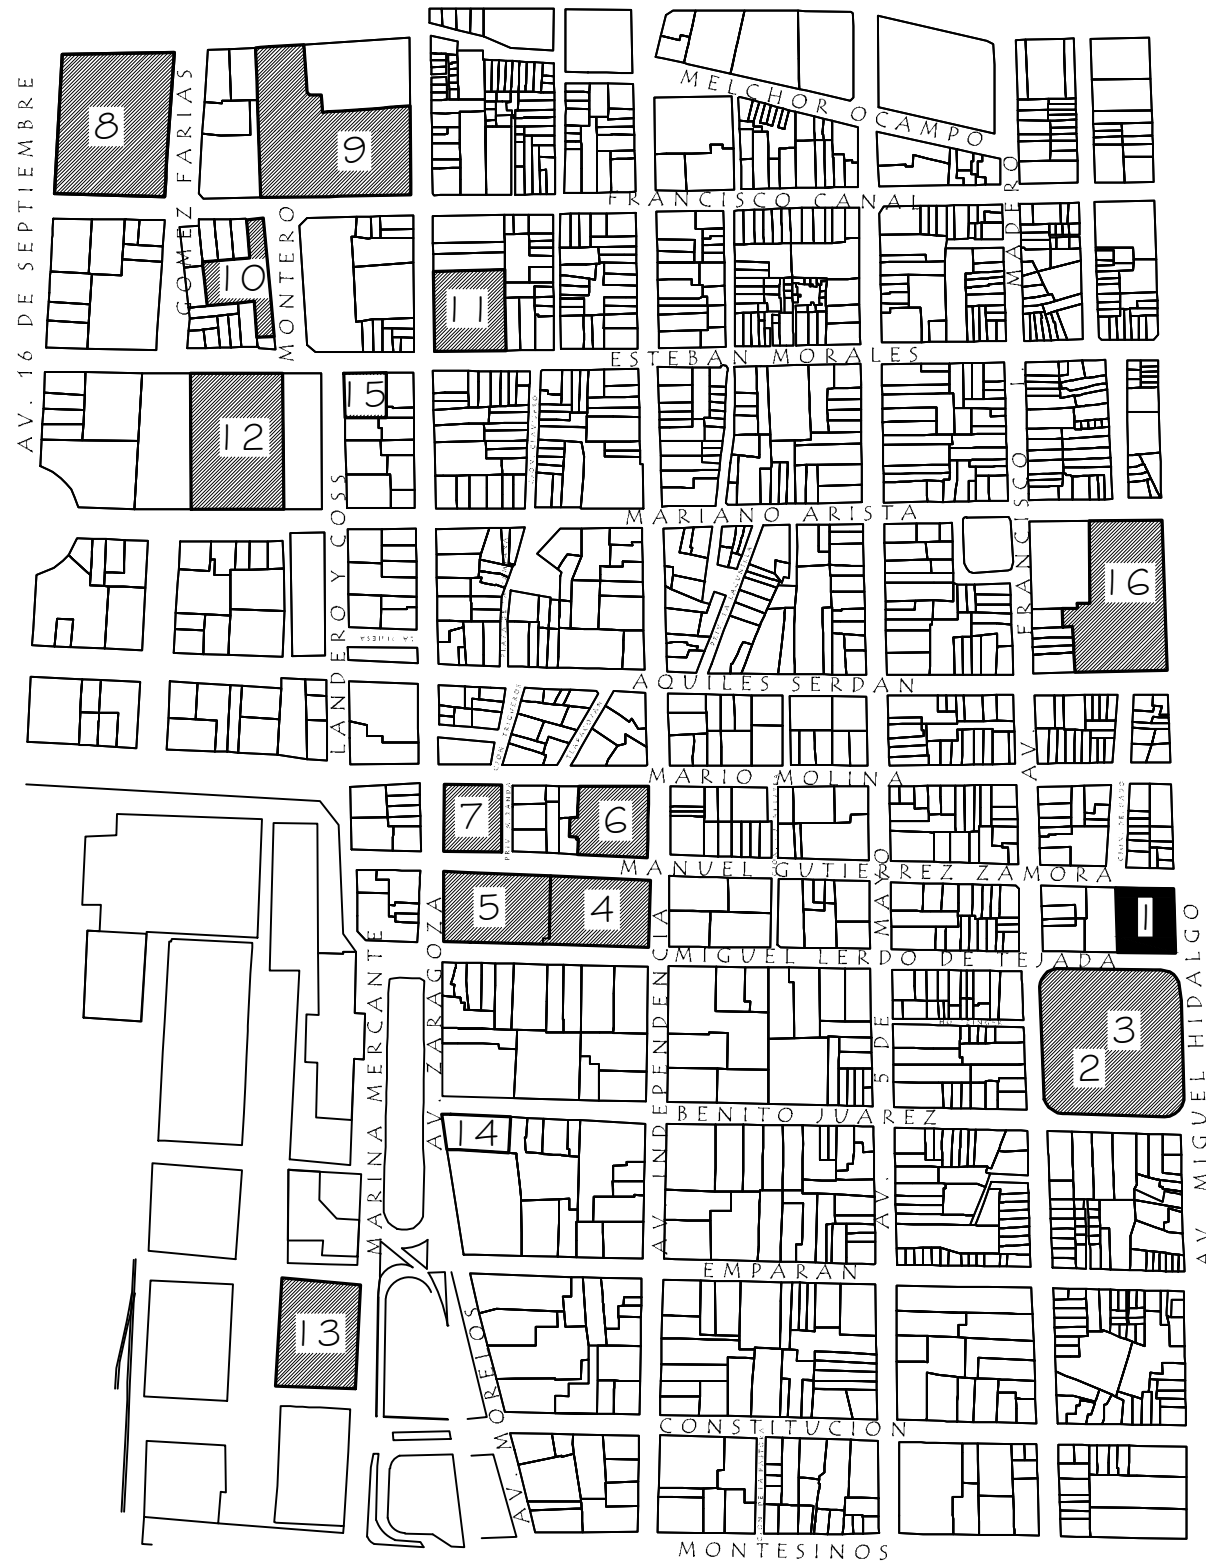 MELCHOR OCAMPO
AV. 16 DE SEPTIEMBRE
GOMEZ FARIAS
8
9
FRANCISCO CANAL
MONTERO
10
11
ESTEBAN MORALES
AV. FRANCISCO I. MADERO
15
12
MARIANO ARISTA
LANDERO Y COSS
16
AQUILES SERDAN
MARIO MOLINA
7
6
MANUEL GUTIERREZ ZAMORA
5
4
1
MIGUEL LERDO DE TEJADA
MARINA MERCANTE
AV. ZARAGOZA
AV. INDEPENDENCIA
AV. 5 DE MAYO
AV. MIGUEL HIDALGO
3
2
BENITO JUAREZ
14
EMPARAN
13
AV. MORELOS
CONSTITUCION
MONTESINOS